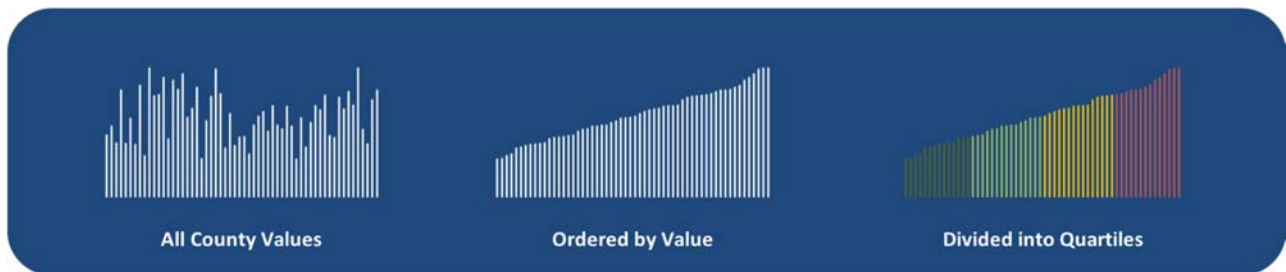 All County Values
Ordered by Value
Divided into Quartiles